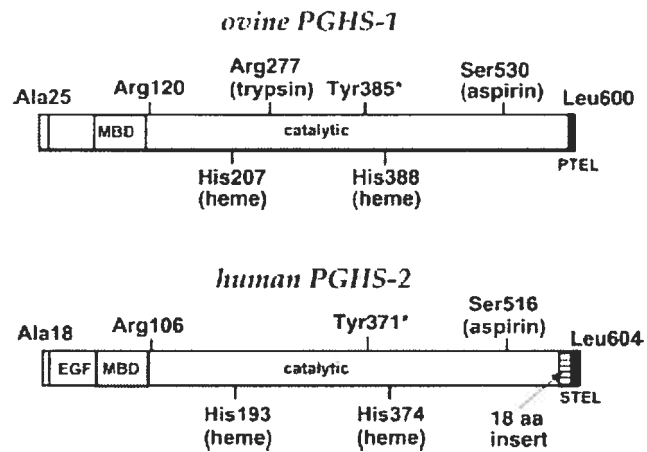 ovine PGHS-1
Ala25 Arg120 Arg277 (trypsin) Tyr385* Ser530 (aspirin) Leu600
MBD catalytic
PTEL
His207 (heme) His388 (heme)
human PGHS-2
Ala18 Arg106 Tyr371* Ser516 (aspirin) Leu604
EGF MBD catalytic
STEL
His193 (heme) His374 (heme) 18 aa insert